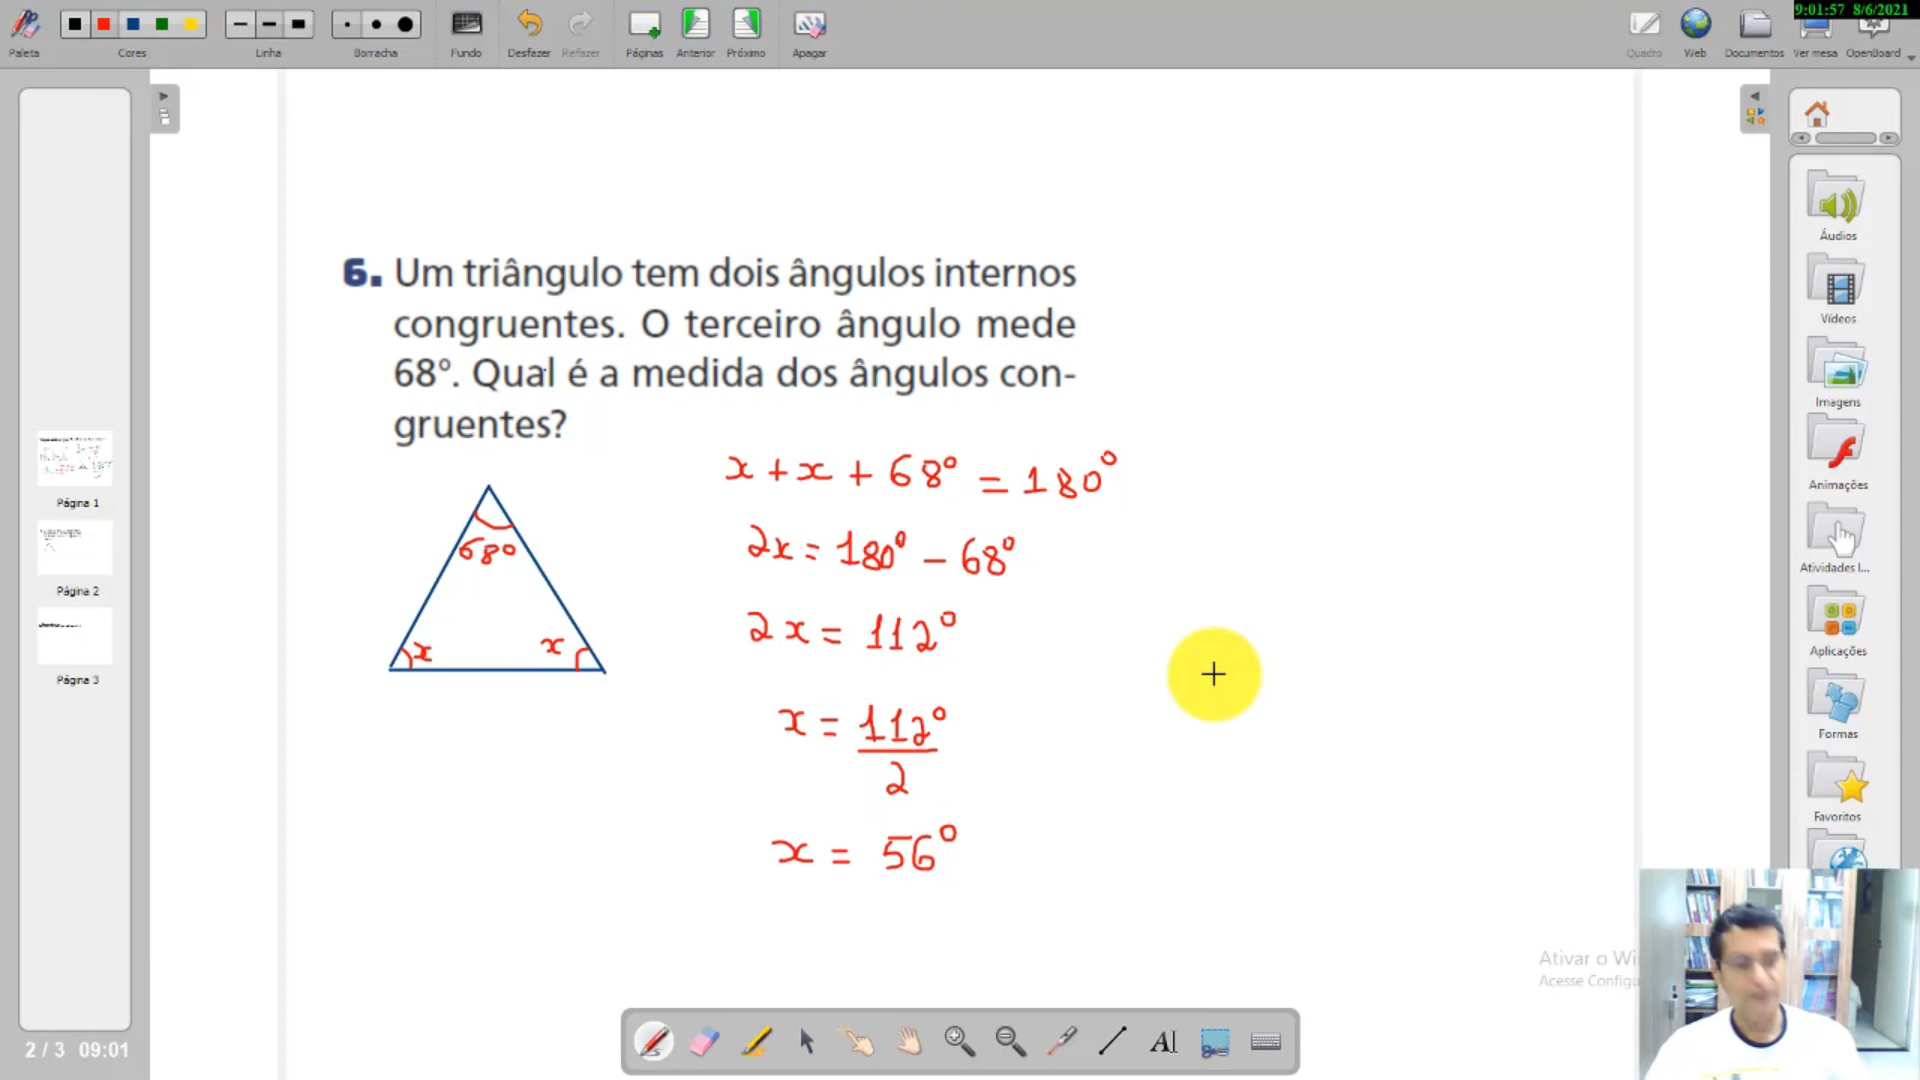 9:01:57 8/6/2021
Paleta
Cores
Linha
Borracha
Fundo
Desfazer
Refazer
Páginas
Anterior
Próximo
Apagar
Quadro
Web
Documentos
Ver mesa
OpenBoard
6. Um triângulo tem dois ângulos internos
congruentes. O terceiro ângulo mede
68°. Qual é a medida dos ângulos con-
gruentes?
68°
x
x
x + x + 68° = 180°
2x = 180° - 68°
2x = 112°
x = 112°
2
x = 56°
Página 1
Página 2
Página 3
2 / 3 09:01
Áudios
Vídeos
Imagens
Animações
Atividades I...
Aplicações
Formas
Favoritos
Ativar o Wi
Acesse Configu
AI